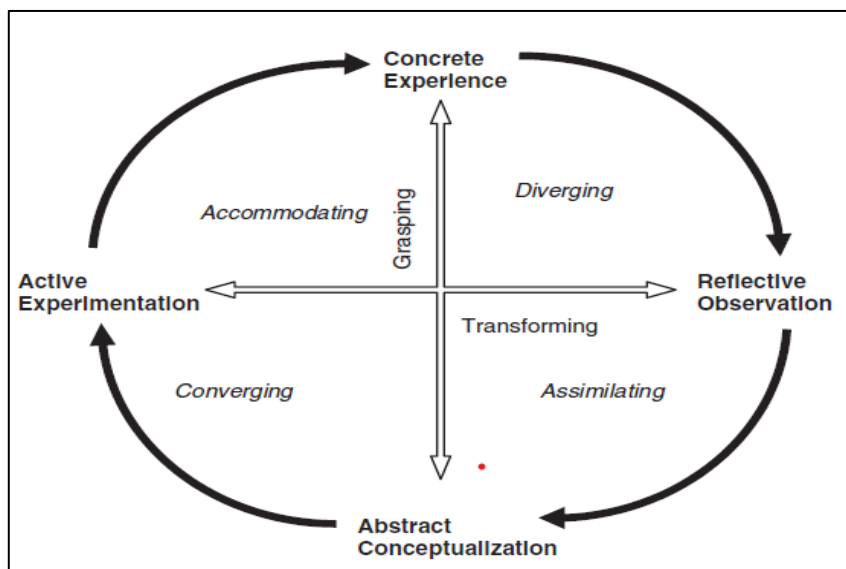 Concrete
Experience
Diverging
Accommodating
Grasping
Active
Experimentation
Reflective
Observation
Transforming
Converging
Assimilating
Abstract
Conceptualization